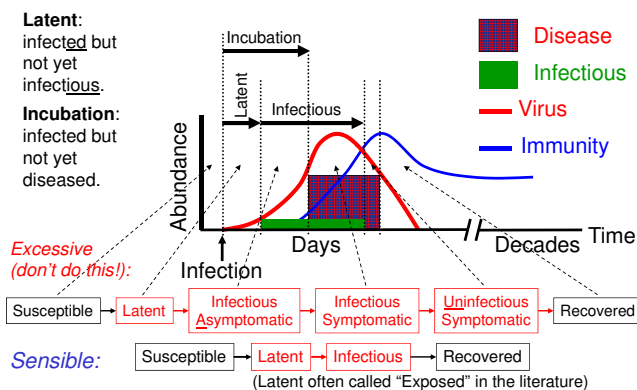 Latent:
infected but
not yet
infectious.
Incubation:
infected but
not yet
diseased.
Incubation
Latent
Infectious
Disease
Infectious
Virus
Immunity
Abundance
Days
Decades
Time
Infection
Excessive
(don't do this!):
Susceptible
Latent
Infectious
Asymptomatic
Infectious
Symptomatic
Uninfectious
Symptomatic
Recovered
Sensible:
Susceptible
Latent
Infectious
Recovered
(Latent often called “Exposed” in the literature)